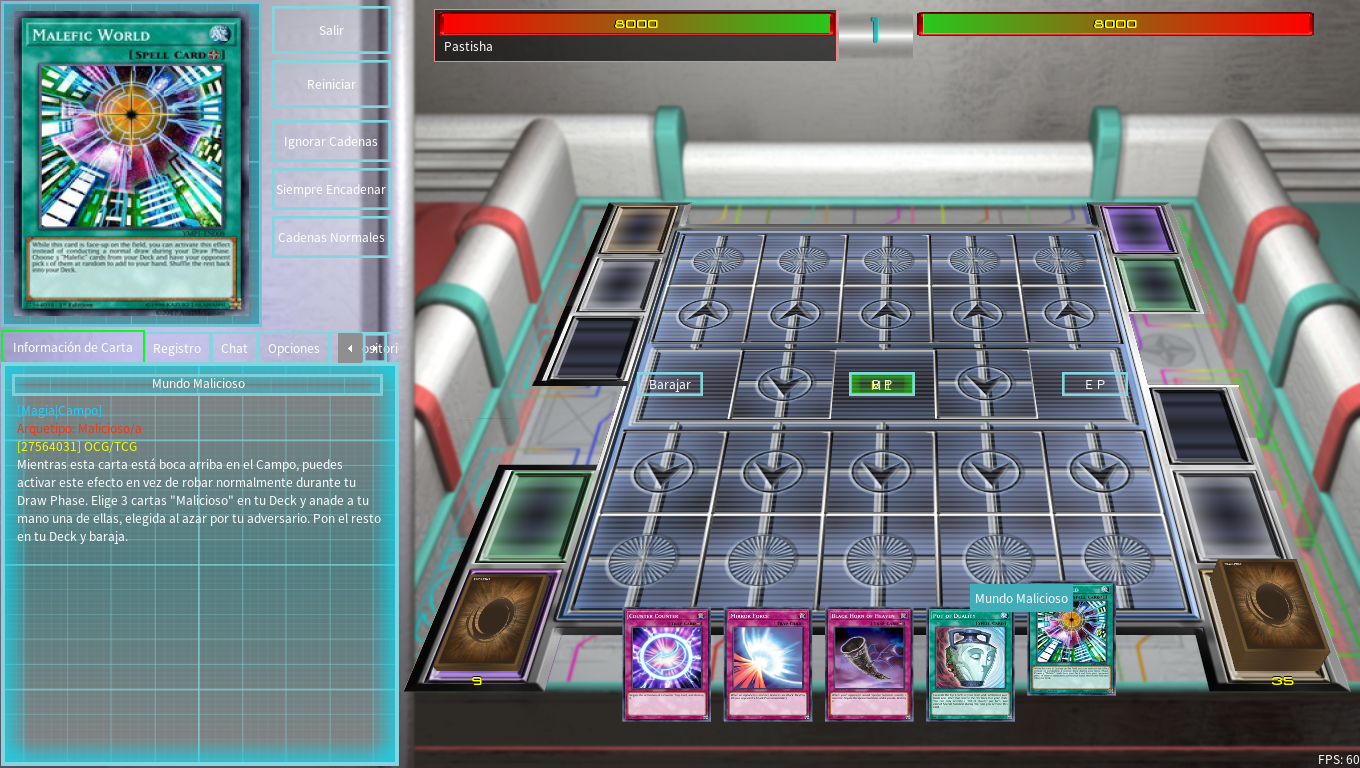 MALEFIC WORLD
[SPELL CARD]
While this card is face-up on the field, you can activate this effect
instead of conducting a normal draw during your Draw Phase.
Choose 3 "Malefic" cards from your Deck and have your opponent
pick 1 of them at random to add to your hand. Shuffle the rest back
into your Deck.
Salir
Reiniciar
Ignorar Cadenas
Siempre Encadenar
Cadenas Normales
8000
1
8000
Pastisha
Información de Carta
Registro
Chat
Opciones
Mundo Malicioso
[Magia|Campo]
Arquetipo: Malicioso/a
[27564031] OCG/TCG
Mientras esta carta está boca arriba en el Campo, puedes
activar este efecto en vez de robar normalmente durante tu
Draw Phase. Elige 3 cartas "Malicioso" en tu Deck y anade a tu
mano una de ellas, elegida al azar por tu adversario. Pon el resto
en tu Deck y baraja.
Barajar
EP
Mundo Malicioso
COUNTER COUNTER
MIRROR FORCE
BLACK HORN OF HEAVEN
POT OF DUALITY
9
35
FPS: 60